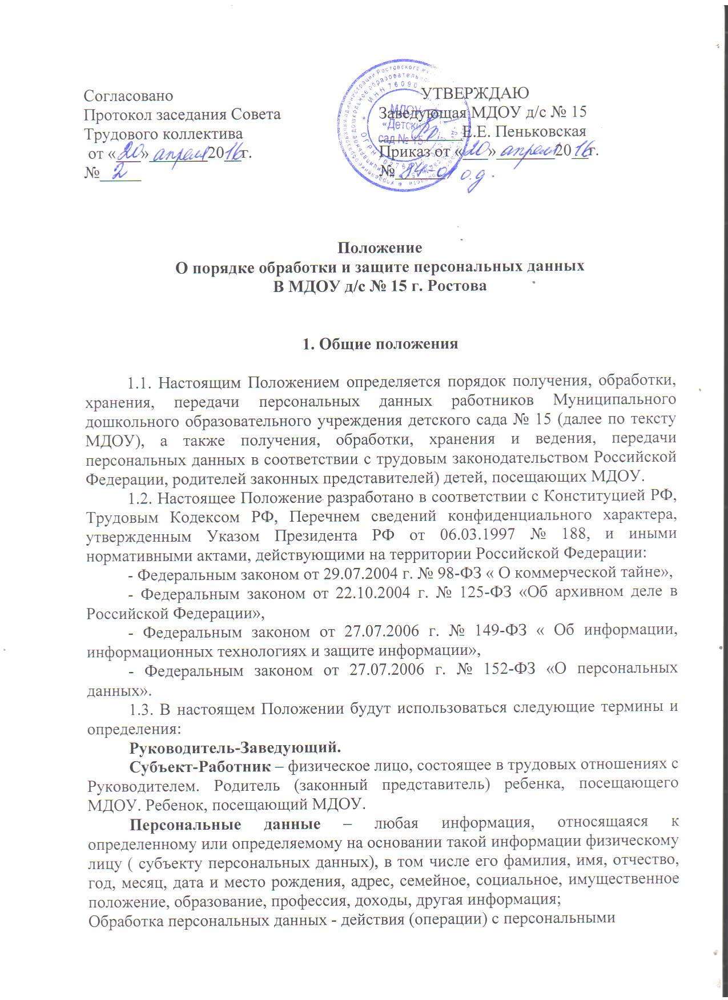 Согласовано
Протокол заседания Совета
Трудового коллектива
от «20» апреля 2016г.
№ 2
УТВЕРЖДАЮ
Заведующая МДОУ д/с № 15
Е.Е. Пеньковская
Приказ от «20» апреля 2016г.
№ 14-01 о.д.
МДОУ
«Детский
сад № 15
Положение
О порядке обработки и защите персональных данных
В МДОУ д/с № 15 г. Ростова
1. Общие положения
1.1. Настоящим Положением определяется порядок получения, обработки,
хранения, передачи персональных данных работников Муниципального
дошкольного образовательного учреждения детского сада № 15 (далее по тексту
МДОУ), а также получения, обработки, хранения и ведения, передачи
персональных данных в соответствии с трудовым законодательством Российской
Федерации, родителей законных представителей) детей, посещающих МДОУ.
1.2. Настоящее Положение разработано в соответствии с Конституцией РФ,
Трудовым Кодексом РФ, Перечнем сведений конфиденциального характера,
утвержденным Указом Президента РФ от 06.03.1997 № 188, и иными
нормативными актами, действующими на территории Российской Федерации:
- Федеральным законом от 29.07.2004 г. № 98-ФЗ « О коммерческой тайне»,
- Федеральным законом от 22.10.2004 г. № 125-ФЗ «Об архивном деле в
Российской Федерации»,
- Федеральным законом от 27.07.2006 г. № 149-ФЗ « Об информации,
информационных технологиях и защите информации»,
- Федеральным законом от 27.07.2006 г. № 152-ФЗ «О персональных
данных».
1.3. В настоящем Положении будут использоваться следующие термины и
определения:
Руководитель-Заведующий.
Субъект-Работник – физическое лицо, состоящее в трудовых отношениях с
Руководителем. Родитель (законный представитель) ребенка, посещающего
МДОУ. Ребенок, посещающий МДОУ.
Персональные данные – любая информация, относящаяся к
определенному или определяемому на основании такой информации физическому
лицу ( субъекту персональных данных), в том числе его фамилия, имя, отчество,
год, месяц, дата и место рождения, адрес, семейное, социальное, имущественное
положение, образование, профессия, доходы, другая информация;
Обработка персональных данных - действия (операции) с персональными